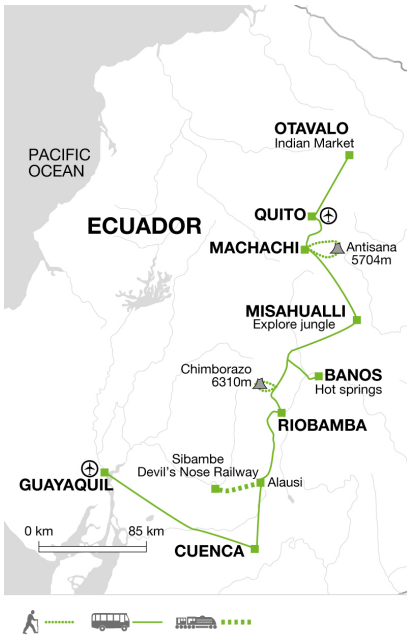 OTAVALO
Indian Market
PACIFIC
OCEAN
QUITO
ECUADOR
MACHACHI
Antisana
5704m
MISAHUALLI
Explore jungle
Chimborazo
6310m
BANOS
Hot springs
RIOBAMBA
Sibambe
Devil's Nose Railway
Alausi
GUAYAQUIL
0 km
85 km
CUENCA